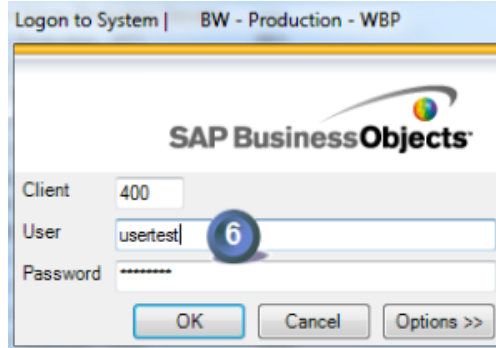 Logon to System | BW - Production - WBP
SAP BusinessObjects
Client 400
User usertest 6
Password ********
OK Cancel Options >>